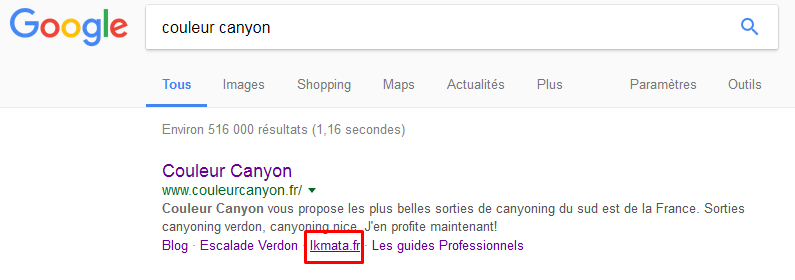 Google couleur canyon
Tous Images Shopping Maps Actualités Plus Paramètres Outils
Environ 516 000 résultats (1,16 secondes)
Couleur Canyon
www.couleurcanyon.fr/
Couleur Canyon vous propose les plus belles sorties de canyoning du sud est de la France. Sorties
canyoning verdon, canyoning nice. J'en profite maintenant!
Blog · Escalade Verdon · lkmata.fr · Les guides Professionnels